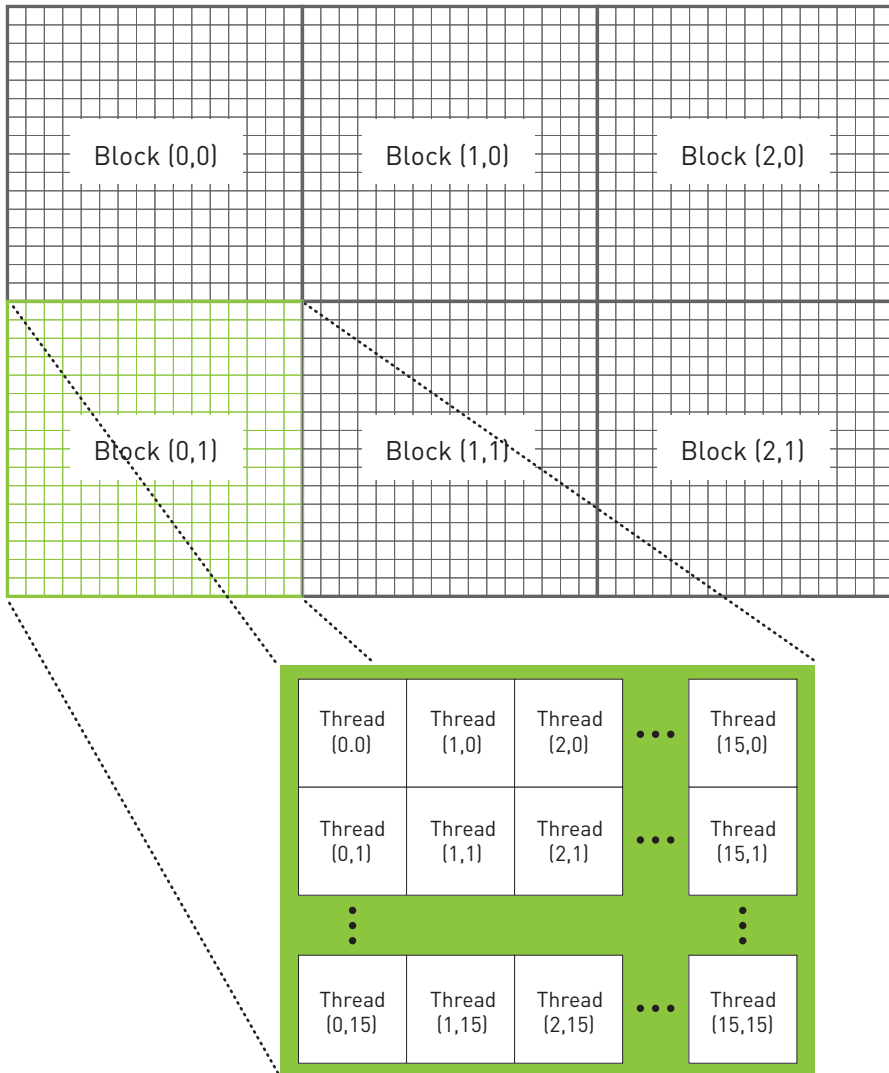 Block (0,0)
Block (1,0)
Block (2,0)
Block (0,1)
Block (1,1)
Block (2,1)
Thread
(0.0)
Thread
(1,0)
Thread
(2,0)
Thread
(15,0)
Thread
(0,1)
Thread
(1,1)
Thread
(2,1)
Thread
(15,1)
Thread
(0,15)
Thread
(1,15)
Thread
(2,15)
Thread
(15,15)